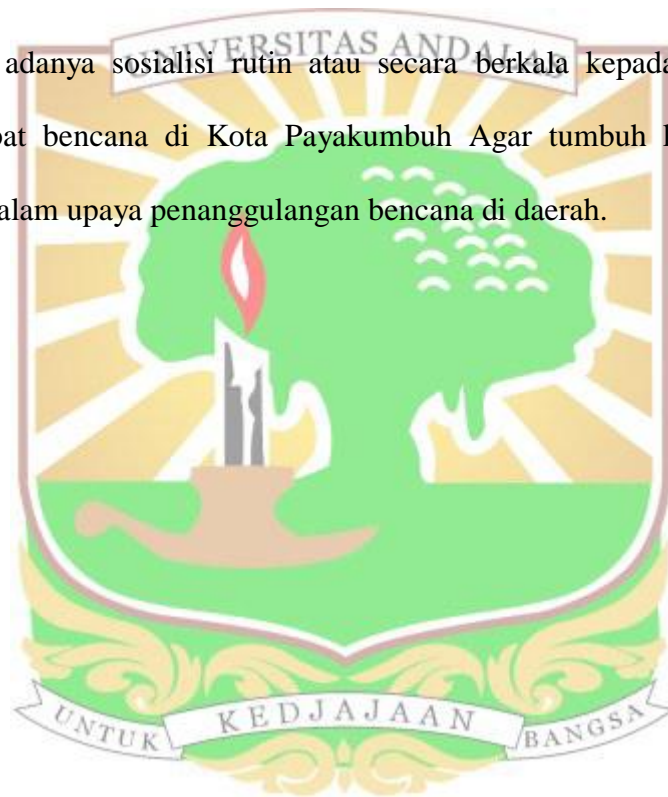 UNIVERSITAS ANDALAS
adanya sosialisi rutin atau secara berkala kepada
bencana di Kota Payakumbuh Agar tumbuh
alam upaya penanggulangan bencana di daerah.
UNTUK KEDJAJAAN BANGSA